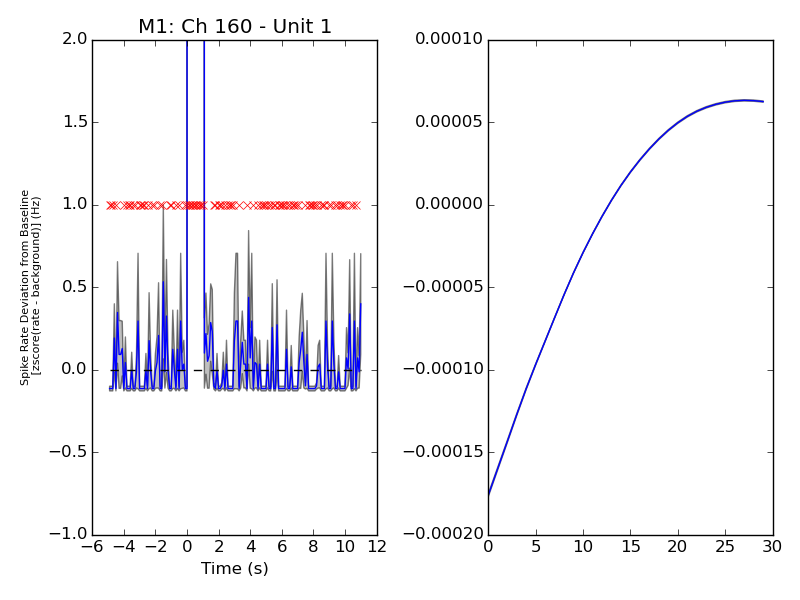 M1: Ch 160 - Unit 1
2.0
1.5
1.0
0.5
0.0
−0.5
−1.0
−6 −4 −2 0 2 4 6 8 10 12
Time (s)
Spike Rate Deviation from Baseline
[zscore(rate - background)] (Hz)
0.00010
0.00005
0.00000
−0.00005
−0.00010
−0.00015
−0.00020
0 5 10 15 20 25 30